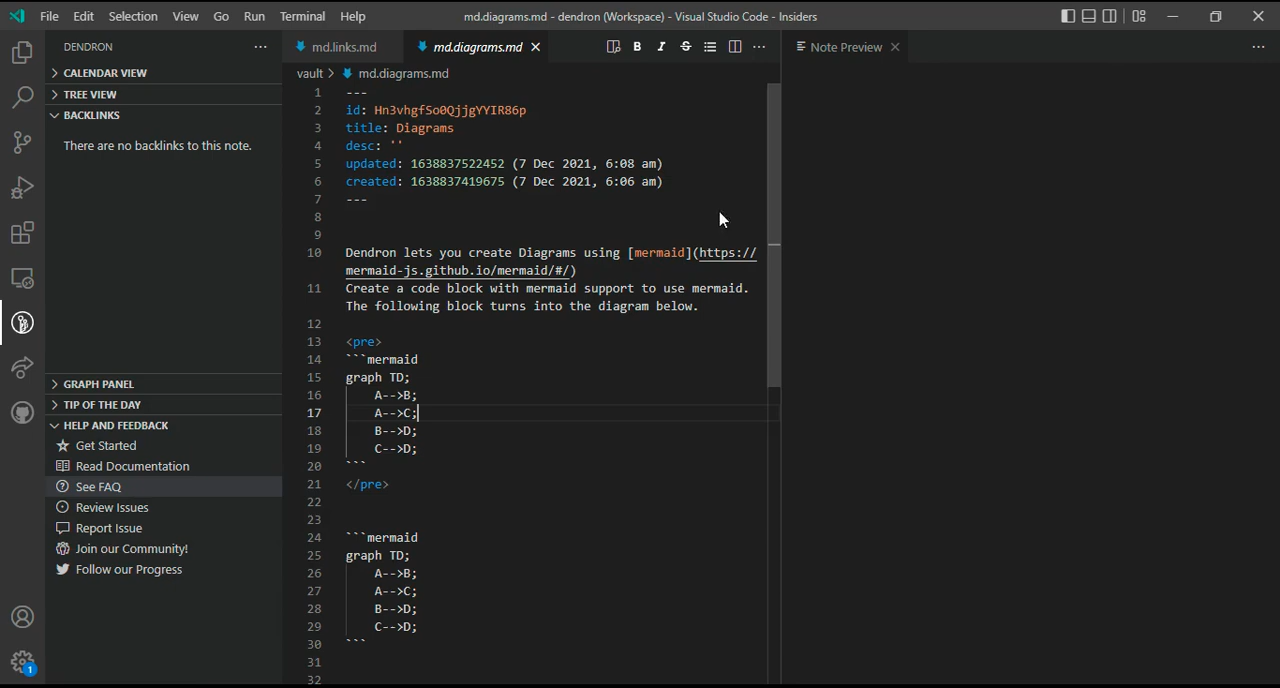 File Edit Selection View Go Run Terminal Help
md.diagrams.md - dendron (Workspace) - Visual Studio Code - Insiders
DENDRON
CALENDAR VIEW
TREE VIEW
BACKLINKS
There are no backlinks to this note.
GRAPH PANEL
TIP OF THE DAY
HELP AND FEEDBACK
Get Started
Read Documentation
See FAQ
Review Issues
Report Issue
Join our Community!
Follow our Progress
1
md.links.md
md.diagrams.md
B I S
vault > md.diagrams.md
1 ---
2 id: Hn3vhgfSo0QjjgYYIR86p
3 title: Diagrams
4 desc: ''
5 updated: 1638837522452 (7 Dec 2021, 6:08 am)
6 created: 1638837419675 (7 Dec 2021, 6:06 am)
7 ---
8
9
10 Dendron lets you create Diagrams using [mermaid](https://
mermaid-js.github.io/mermaid/#/)
11 Create a code block with mermaid support to use mermaid.
The following block turns into the diagram below.
12
13 <pre>
14 ```mermaid
15 graph TD;
16 A-->B;
17 A-->C;
18 B-->D;
19 C-->D;
20 ```
21 </pre>
22
23
24 ```mermaid
25 graph TD;
26 A-->B;
27 A-->C;
28 B-->D;
29 C-->D;
30 ```
31
32
Note Preview